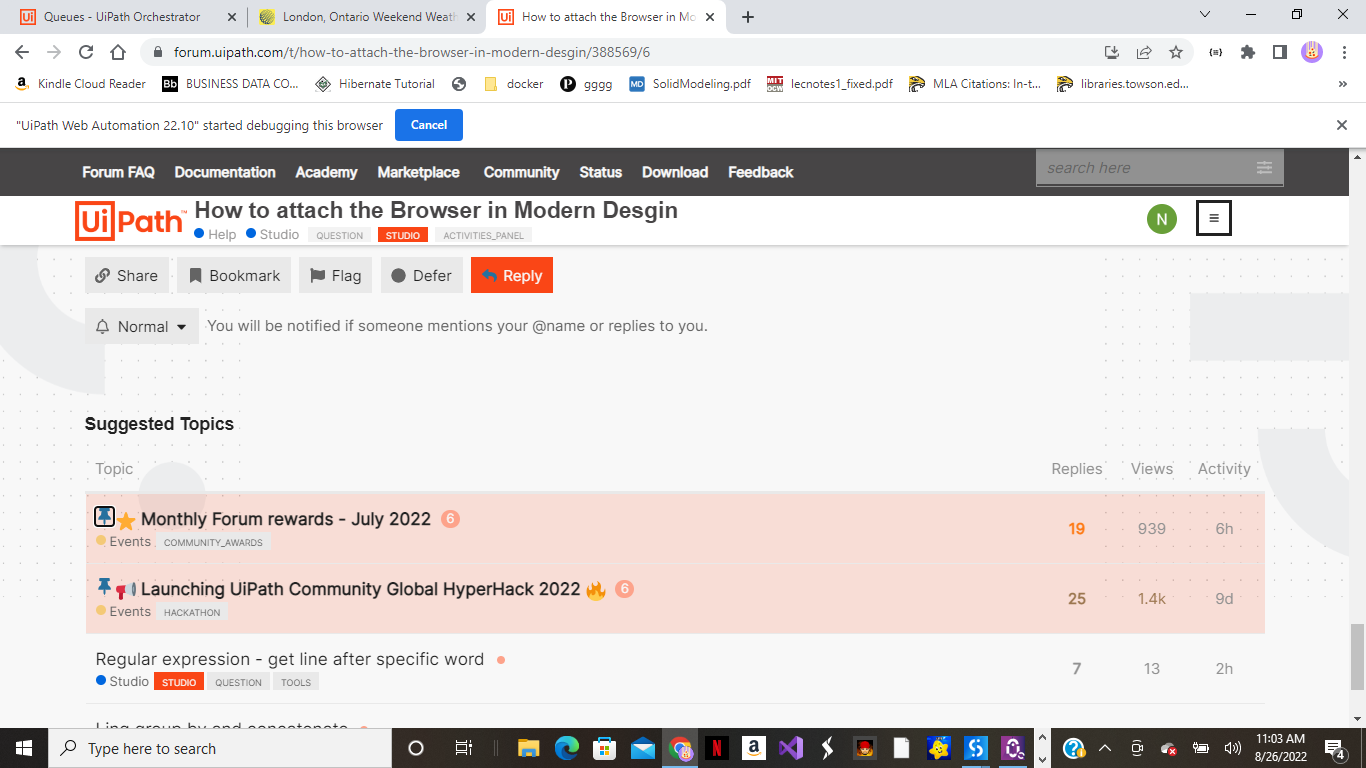 Queues - UiPath Orchestrator
London, Ontario Weekend Weath
How to attach the Browser in Mo
forum.uipath.com/t/how-to-attach-the-browser-in-modern-desgin/388569/6
Kindle Cloud Reader
Bb BUSINESS DATA CO...
Hibernate Tutorial
docker
gggg
MD SolidModeling.pdf
lecnotes1_fixed.pdf
MLA Citations: In-t...
libraries.towson.ed...
"UiPath Web Automation 22.10" started debugging this browser Cancel
Forum FAQ Documentation Academy Marketplace Community Status Download Feedback search here
UiPath™ How to attach the Browser in Modern Desgin
Help Studio QUESTION STUDIO ACTIVITIES_PANEL
N
Share Bookmark Flag Defer Reply
Normal You will be notified if someone mentions your @name or replies to you.
Suggested Topics
Topic Replies Views Activity
Monthly Forum rewards - July 2022 6 19 939 6h
Events COMMUNITY_AWARDS
Launching UiPath Community Global HyperHack 2022 6 25 1.4k 9d
Events HACKATHON
Regular expression - get line after specific word 7 13 2h
Studio STUDIO QUESTION TOOLS
Linq group by and concatenate
Type here to search
11:03 AM
8/26/2022
4